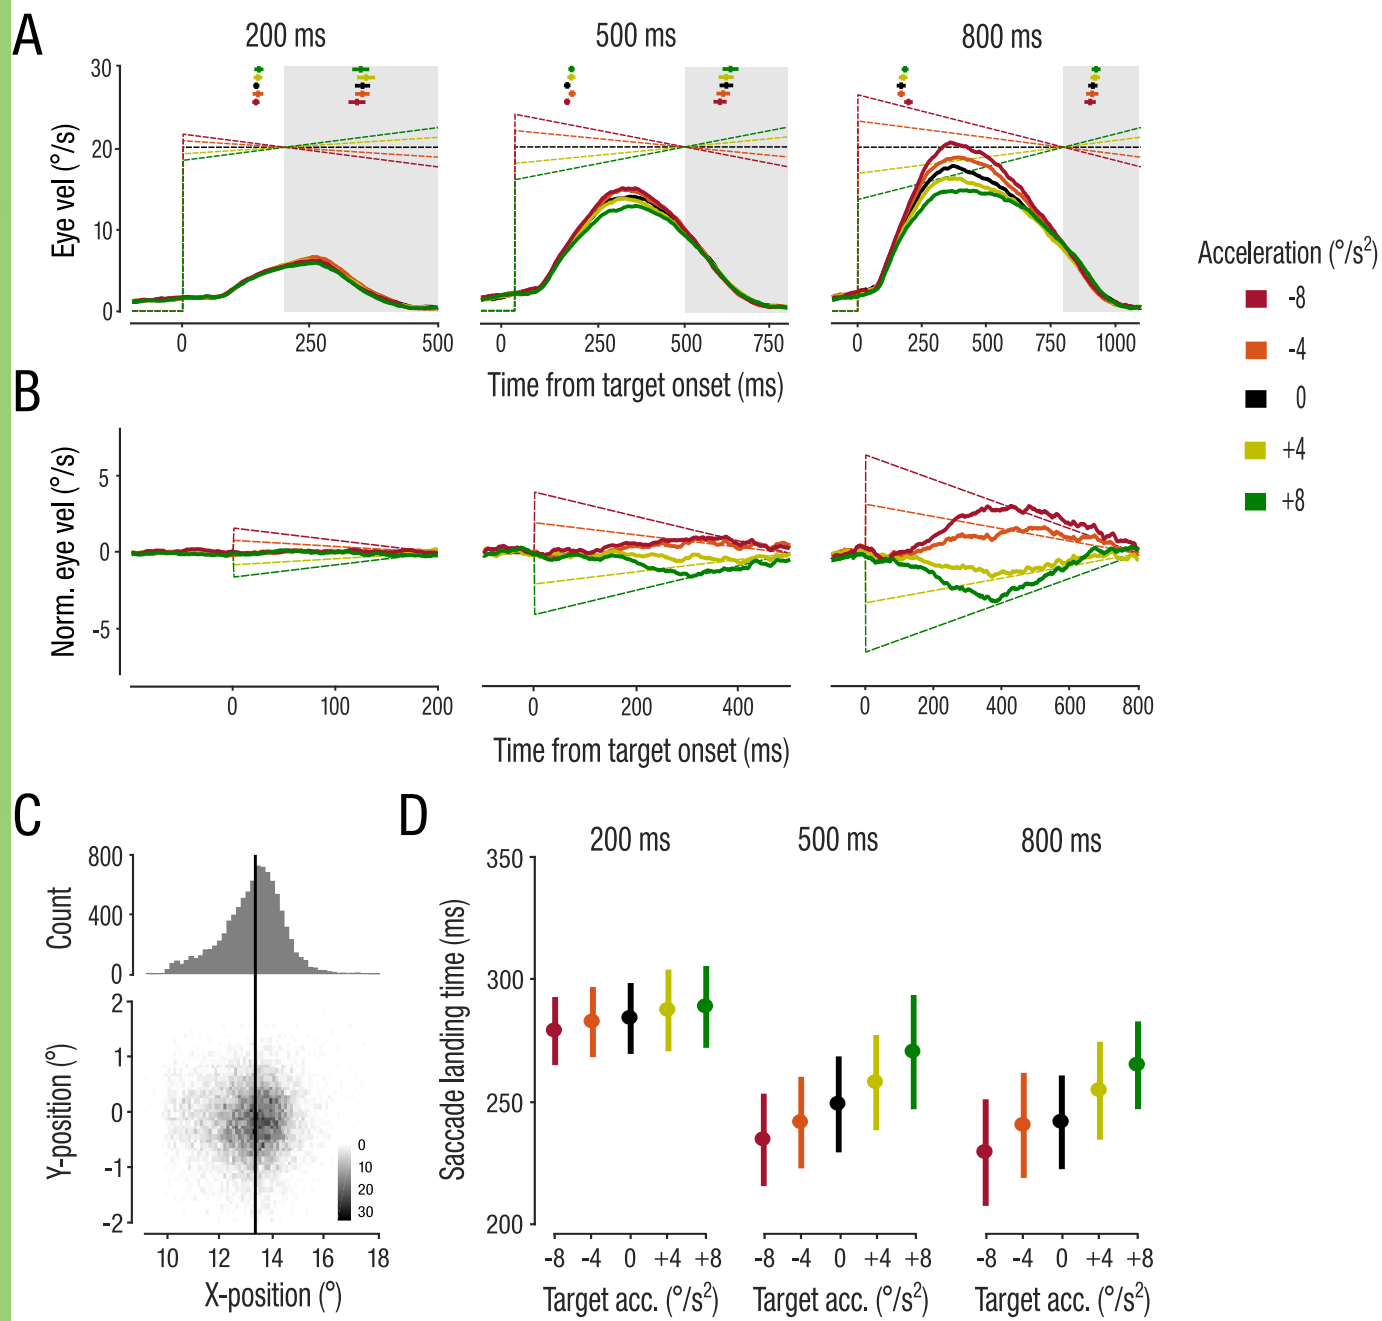 A
200 ms
500 ms
800 ms
Eye vel (°/s)
30
20
10
0
0 250 500
0 250 500 750
0 250 500 750 1000
Time from target onset (ms)
Acceleration (°/s²)
-8
-4
0
+4
+8
B
Norm. eye vel (°/s)
5
0
-5
0 100 200
0 200 400
0 200 400 600 800
Time from target onset (ms)
C
Count
800
400
0
Y-position (°)
2
1
0
-1
-2
0
10
20
30
10 12 14 16 18
X-position (°)
D
200 ms
500 ms
800 ms
Saccade landing time (ms)
350
300
250
200
-8 -4 0 +4 +8
-8 -4 0 +4 +8
-8 -4 0 +4 +8
Target acc. (°/s²)
Target acc. (°/s²)
Target acc. (°/s²)